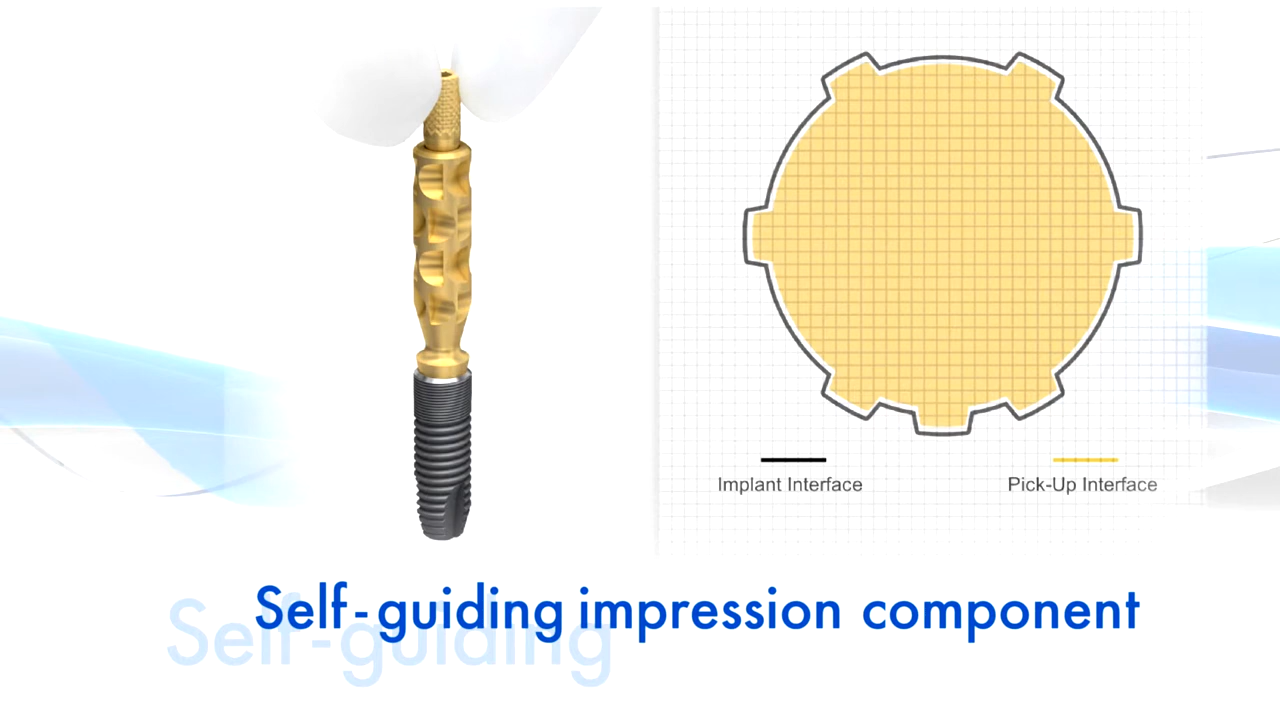 Implant Interface
Pick-Up Interface
Self-guiding impression component
Self-guiding